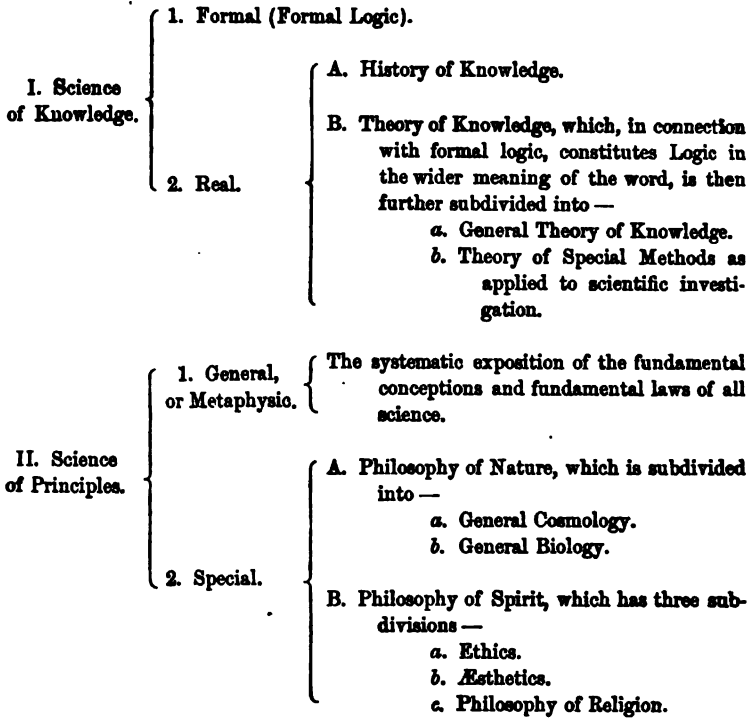 1. Formal (Formal Logic).
I. Science
of Knowledge.
2. Real.
A. History of Knowledge.
B. Theory of Knowledge, which, in connection
with formal logic, constitutes Logic in
the wider meaning of the word, is then
further subdivided into —
a. General Theory of Knowledge.
b. Theory of Special Methods as
applied to scientific investi-
gation.
II. Science
of Principles.
1. General,
or Metaphysic.
The systematic exposition of the fundamental
conceptions and fundamental laws of all
science.
2. Special.
A. Philosophy of Nature, which is subdivided
into —
a. General Cosmology.
b. General Biology.
B. Philosophy of Spirit, which has three sub-
divisions —
a. Ethics.
b. Æsthetics.
c. Philosophy of Religion.